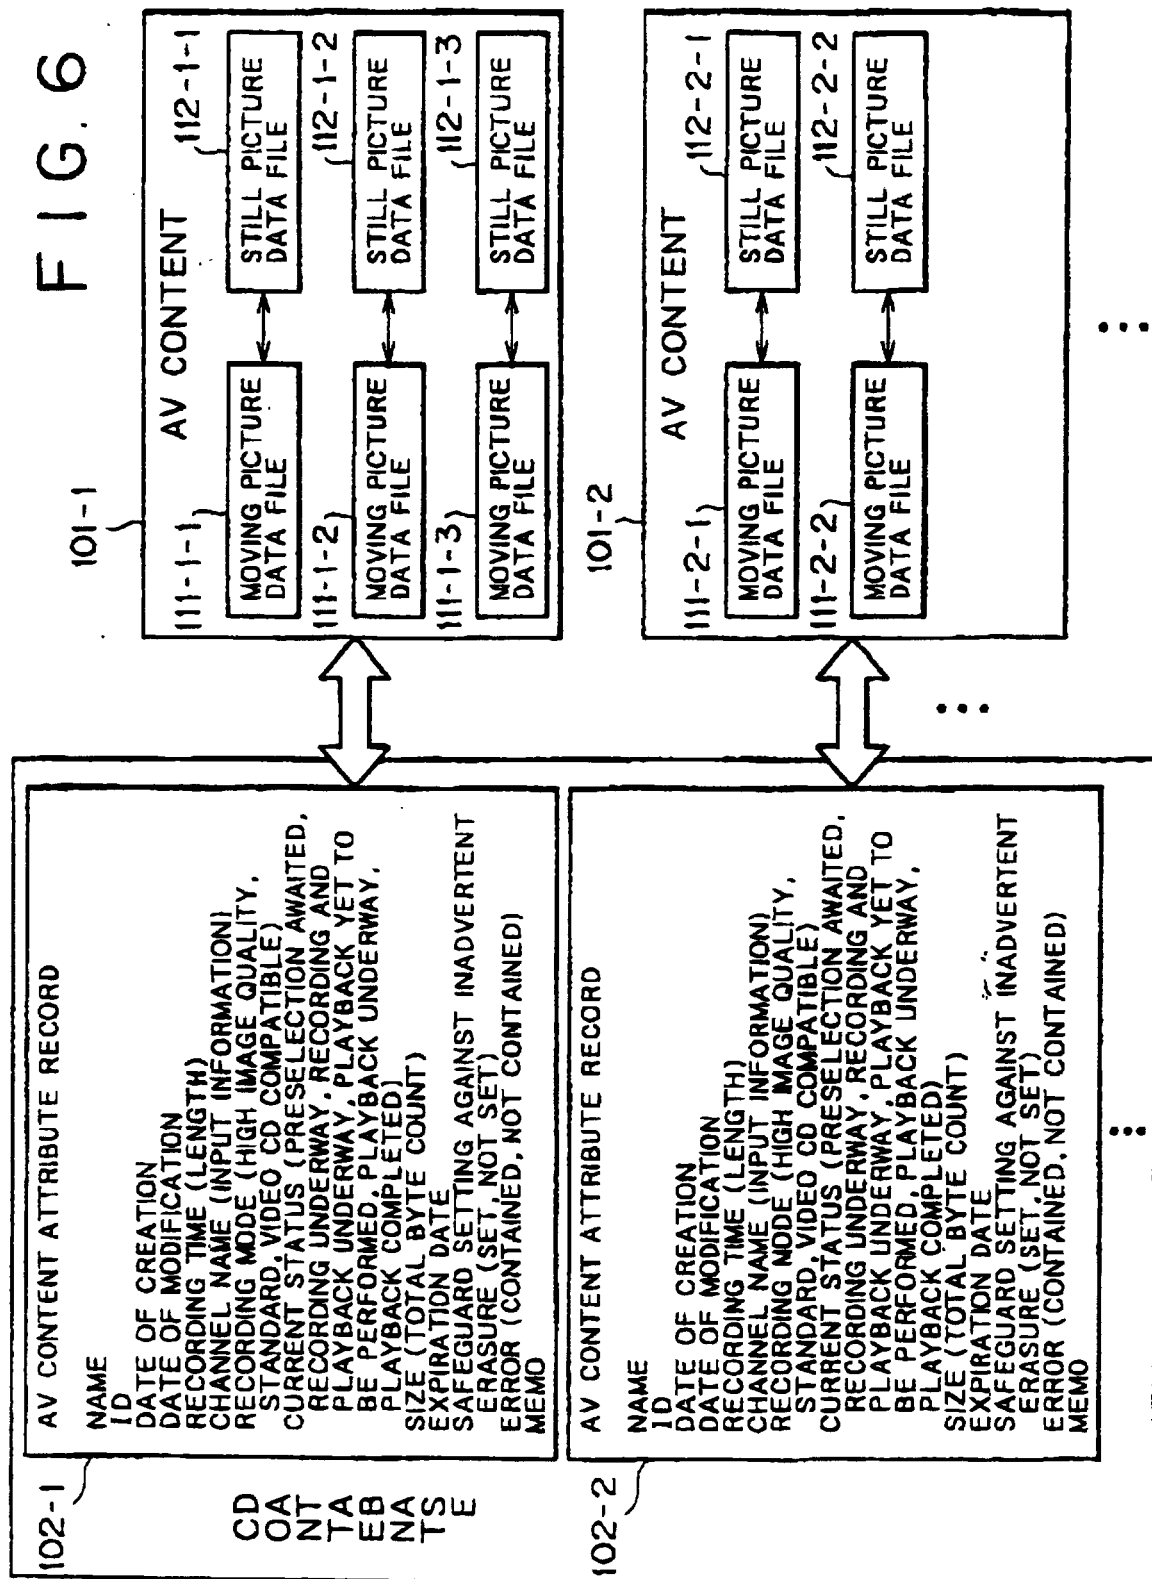 FIG. 6
102-1
AV CONTENT ATTRIBUTE RECORD
NAME
ID
DATE OF CREATION
DATE OF MODIFICATION
RECORDING TIME (LENGTH)
CHANNEL NAME (INPUT INFORMATION)
RECORDING MODE (HIGH IMAGE QUALITY,
STANDARD, VIDEO CD COMPATIBLE)
CURRENT STATUS (PRESELECTION AWAITED,
RECORDING UNDERWAY, RECORDING AND
PLAYBACK UNDERWAY, PLAYBACK YET TO
BE PERFORMED, PLAYBACK UNDERWAY,
PLAYBACK COMPLETED)
SIZE (TOTAL BYTE COUNT)
EXPIRATION DATE
SAFEGUARD SETTING AGAINST INADVERTENT
ERASURE (SET, NOT SET)
ERROR (CONTAINED, NOT CONTAINED)
MEMO
CD
OA
NT
TA
EB
NA
TS
E
102-2
AV CONTENT ATTRIBUTE RECORD
NAME
ID
DATE OF CREATION
DATE OF MODIFICATION
RECORDING TIME (LENGTH)
CHANNEL NAME (INPUT INFORMATION)
RECORDING MODE (HIGH IMAGE QUALITY,
STANDARD, VIDEO CD COMPATIBLE)
CURRENT STATUS (PRESELECTION AWAITED,
RECORDING UNDERWAY, RECORDING AND
PLAYBACK UNDERWAY, PLAYBACK YET TO
BE PERFORMED, PLAYBACK UNDERWAY,
PLAYBACK COMPLETED)
SIZE (TOTAL BYTE COUNT)
EXPIRATION DATE
SAFEGUARD SETTING AGAINST INADVERTENT
ERASURE (SET, NOT SET)
ERROR (CONTAINED, NOT CONTAINED)
MEMO
101-1
AV CONTENT
111-1-1
MOVING PICTURE
DATA FILE
112-1-1
STILL PICTURE
DATA FILE
111-1-2
MOVING PICTURE
DATA FILE
112-1-2
STILL PICTURE
DATA FILE
111-1-3
MOVING PICTURE
DATA FILE
112-1-3
STILL PICTURE
DATA FILE
101-2
AV CONTENT
111-2-1
MOVING PICTURE
DATA FILE
112-2-1
STILL PICTURE
DATA FILE
111-2-2
MOVING PICTURE
DATA FILE
112-2-2
STILL PICTURE
DATA FILE